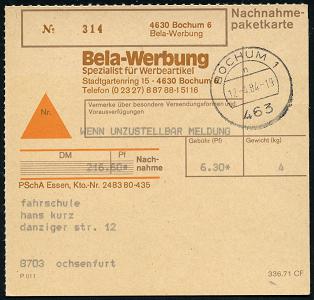 Nachnahme-
paketkarte
№ 314
4630 Bochum 6
Bela-Werbung
Bela-Werbung
Spezialist für Werbeartikel
Stadtgartenring 15 - 4630 Bochum 6
Telefon (0 23 27) 8 87 88 - 1 51 16
BOCHUM 1
n
463
Nr.
Vermerke über besondere Versendungsformen und
Vorausverfügungen:
WENN UNZUSTELLBAR MELDUNG
DM Pf
Nach-
nahme
Gebühr (Pf)
Gewicht (kg)
216.60*
6.30*
4
PSchA Essen, Kto.-Nr. 2483 80-435
fahrschule
hans kurz
danziger str. 12
8703 ochsenfurt
336.71 CF